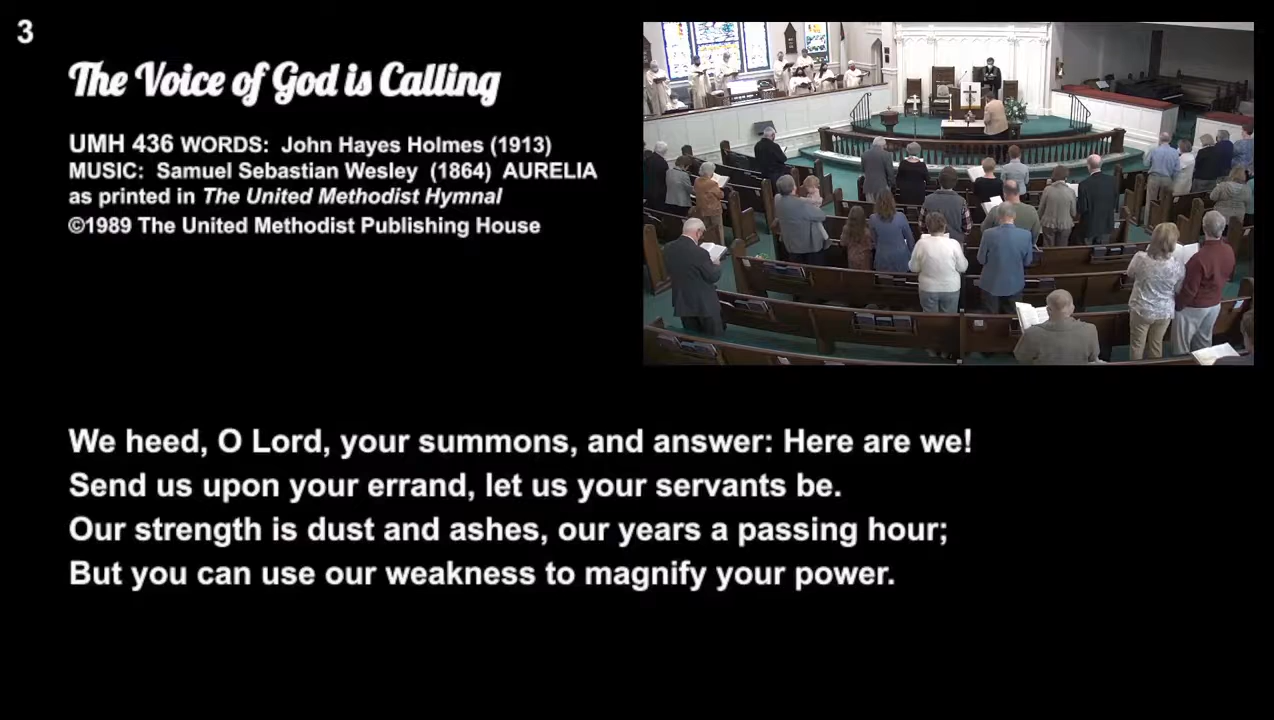 3
The Voice of God is Calling
UMH 436 WORDS: John Hayes Holmes (1913)
MUSIC: Samuel Sebastian Wesley (1864) AURELIA
as printed in The United Methodist Hymnal
©1989 The United Methodist Publishing House
We heed, O Lord, your summons, and answer: Here are we!
Send us upon your errand, let us your servants be.
Our strength is dust and ashes, our years a passing hour;
But you can use our weakness to magnify your power.